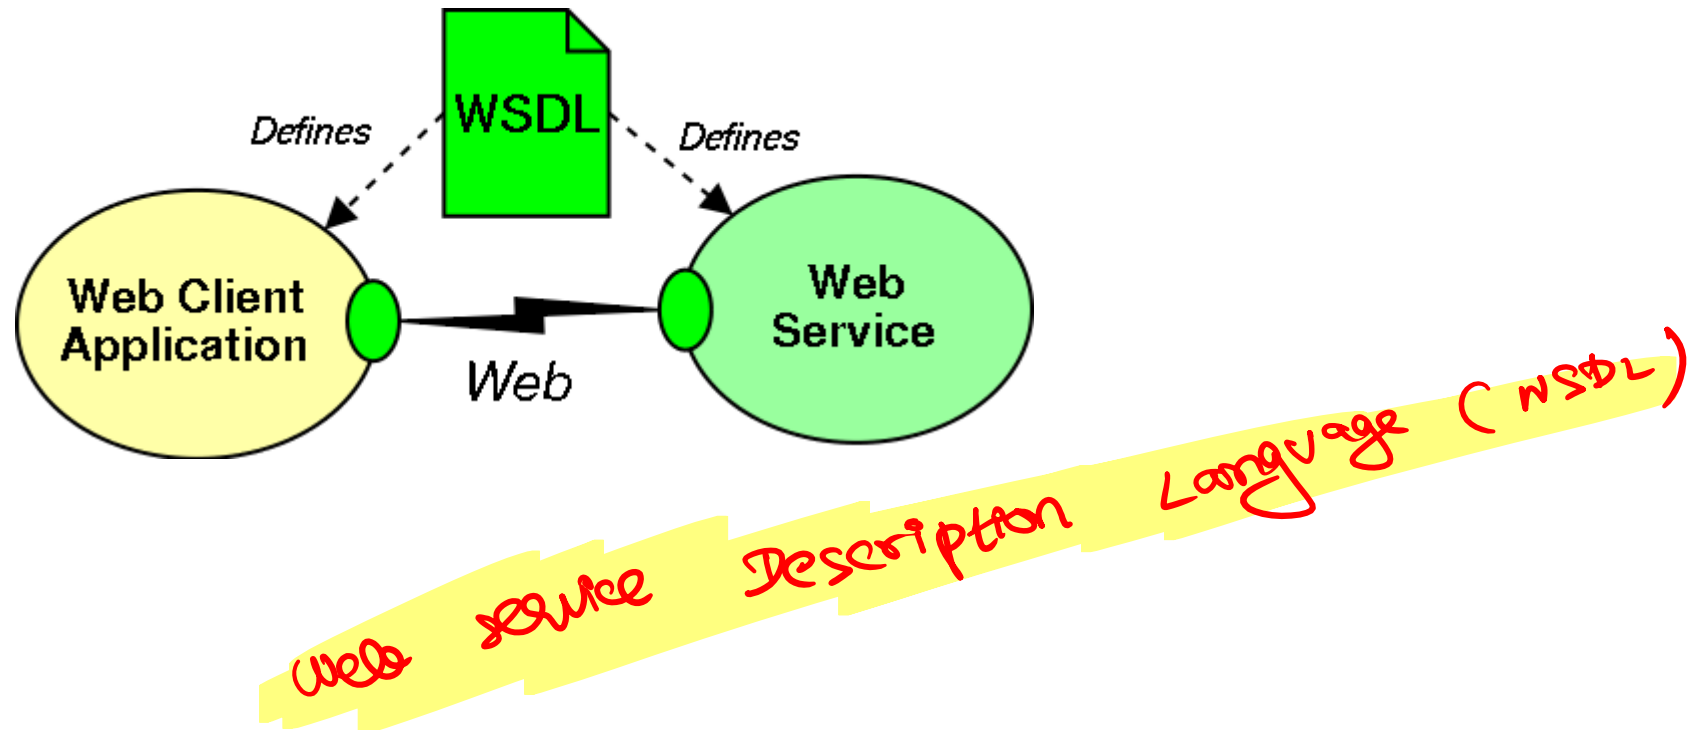 WSDL
Defines
Defines
Web Client
Application
Web
Service
Web
Web service Description Language (WSDL)